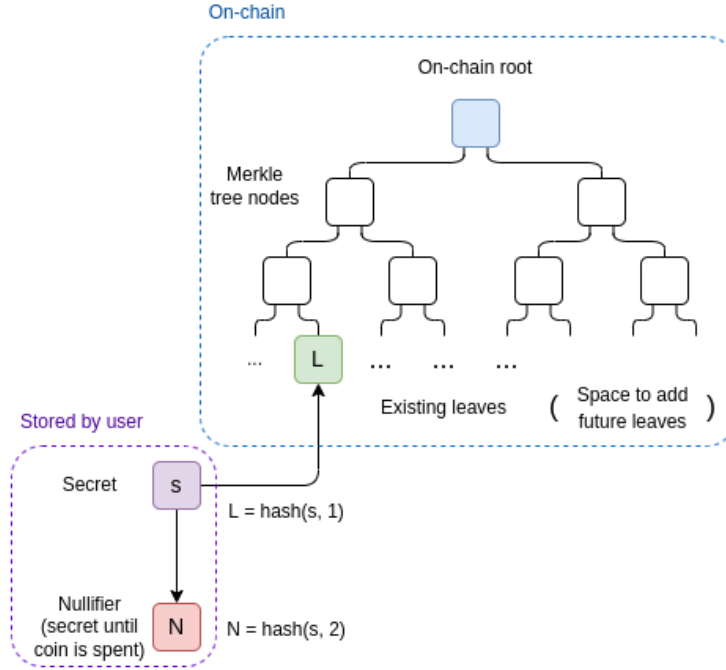 On-chain
On-chain root
Merkle
tree nodes
...
L
...
...
...
Existing leaves
( Space to add
future leaves )
Stored by user
Secret
s
L = hash(s, 1)
Nullifier
(secret until
coin is spent)
N
N = hash(s, 2)